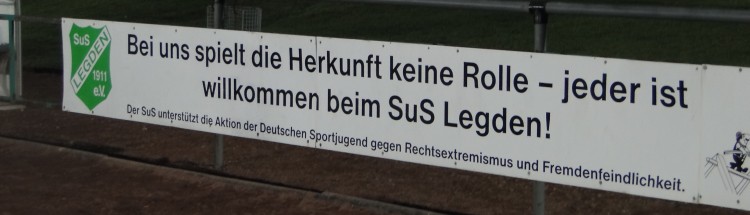 SuS
LEGDEN
1911
e.V.
Bei uns spielt die Herkunft keine Rolle – jeder ist
willkommen beim SuS Legden!
Der SuS unterstützt die Aktion der Deutschen Sportjugend gegen Rechtsextremismus und Fremdenfeindlichkeit.